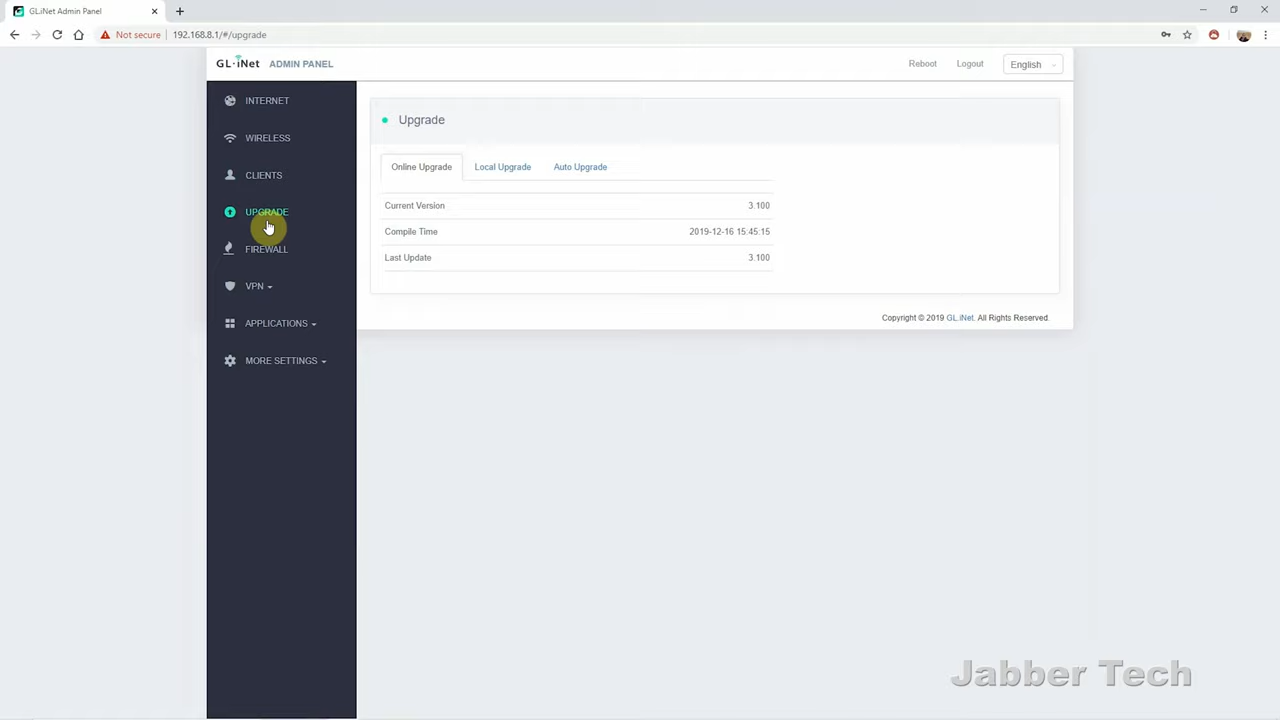 GL.iNet Admin Panel
Not secure 192.168.8.1/#/upgrade
GL·iNet ADMIN PANEL
Reboot
Logout
English
INTERNET
WIRELESS
CLIENTS
UPGRADE
FIREWALL
VPN
APPLICATIONS
MORE SETTINGS
Upgrade
Online Upgrade
Local Upgrade
Auto Upgrade
Current Version 3.100
Compile Time 2019-12-16 15:45:15
Last Update 3.100
Copyright © 2019 GL.iNet. All Rights Reserved.
Jabber Tech